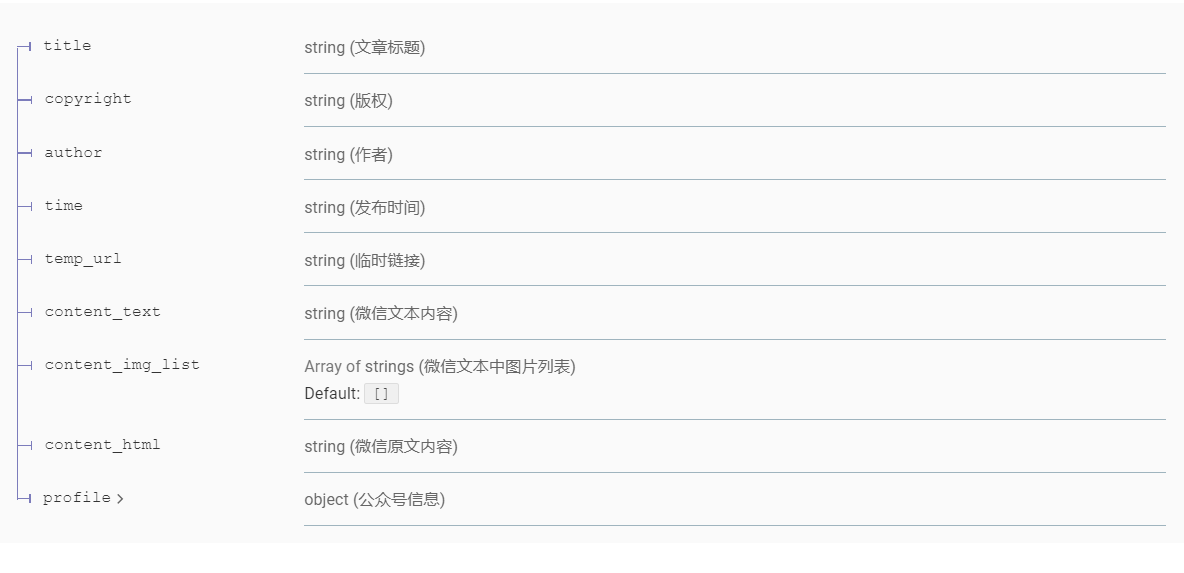 title string (文章标题)
copyright string (版权)
author string (作者)
time string (发布时间)
temp_url string (临时链接)
content_text string (微信文本内容)
content_img_list Array of strings (微信文本中图片列表)
Default: []
content_html string (微信原文内容)
profile > object (公众号信息)